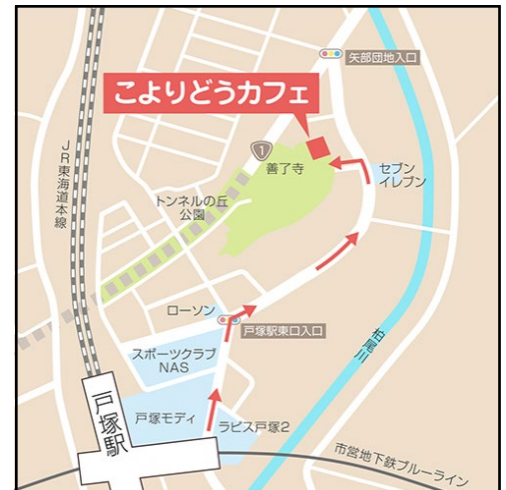 矢部団地入口
こよりどうカフェ
1
善了寺
セブン
イレブン
JR東海道本線
トンネルの丘
公園
ローソン
戸塚駅東口入口
スポーツクラブ
NAS
柏尾川
戸塚駅
戸塚モディ
ラピス戸塚2
市営地下鉄ブルーライン